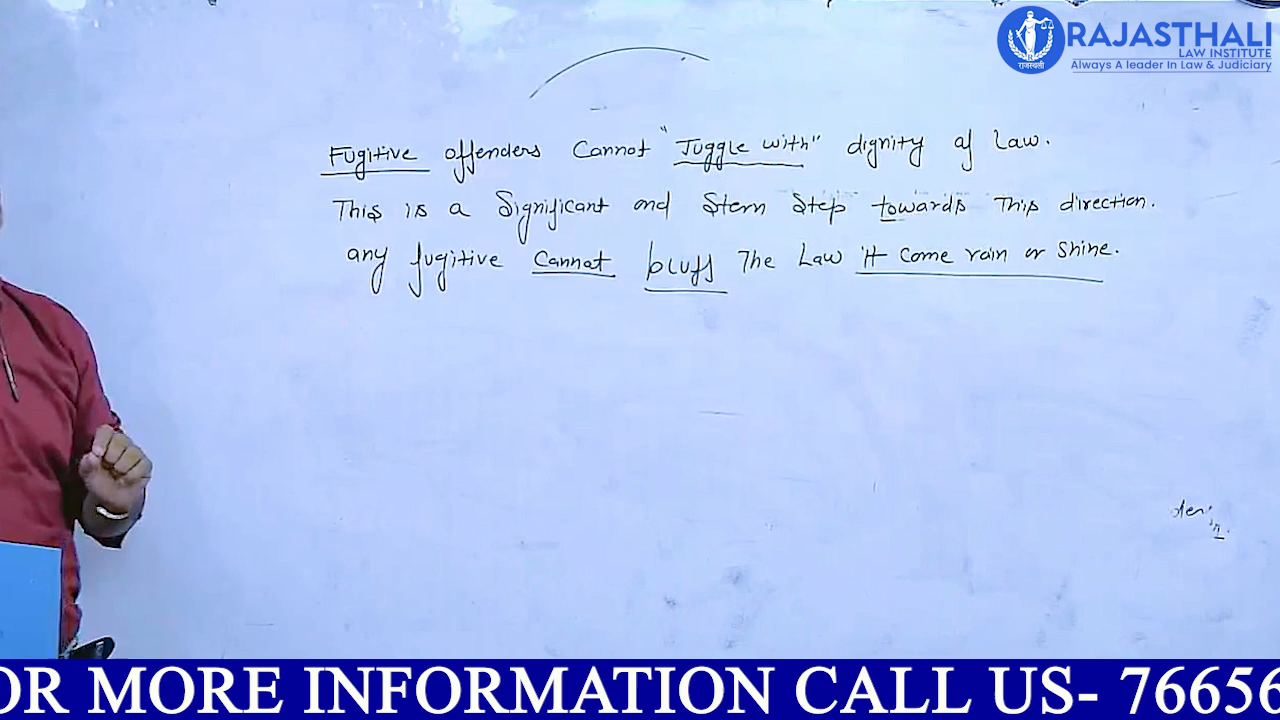 RAJASTHALI
LAW INSTITUTE
Always A leader In Law & Judiciary
राजस्थली
Fugitive offenders Cannot "Juggle with" dignity of Law.
This is a Significant and Stern Step towards This direction.
any fugitive Cannot bluff The Law it come rain or shine.
OR MORE INFORMATION CALL US- 76656